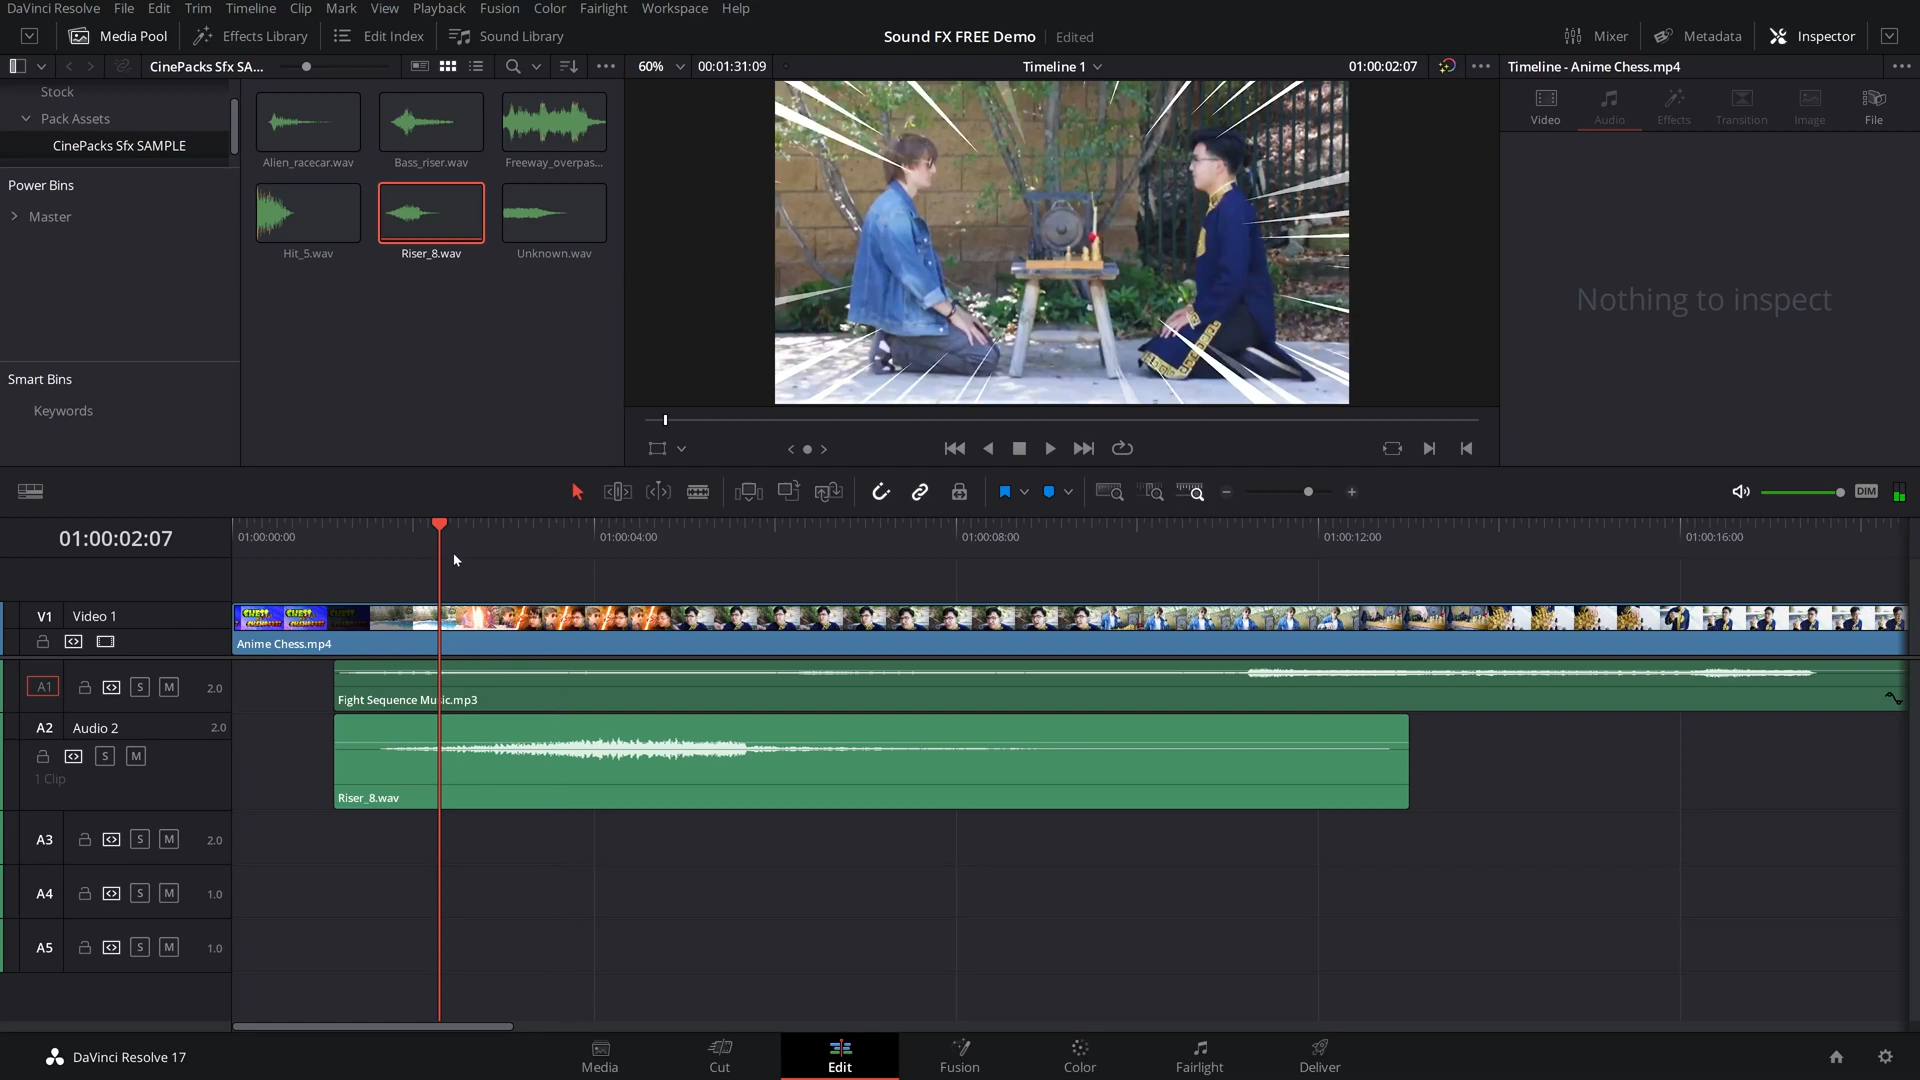 DaVinci Resolve File Edit Trim Timeline Clip Mark View Playback Fusion Color Fairlight Workspace Help
Media Pool Effects Library Edit Index Sound Library Sound FX FREE Demo Edited Mixer Metadata Inspector
CinePacks Sfx SA... 60% 00:01:31:09 Timeline 1 01:00:02:07 Timeline - Anime Chess.mp4
Stock
Pack Assets
CinePacks Sfx SAMPLE
Power Bins
Master
Smart Bins
Keywords
Alien_racecar.wav Bass_riser.wav Freeway_overpas...
Hit_5.wav Riser_8.wav Unknown.wav
Video Audio Effects Transition Image File
Nothing to inspect
DIM
01:00:02:07 01:00:00:00 01:00:04:00 01:00:08:00 01:00:12:00 01:00:16:00
V1 Video 1
CHESS CHESS
Anime Chess.mp4
A1 S M 2.0
Fight Sequence Music.mp3
A2 Audio 2 2.0
S M
1 Clip
Riser_8.wav
A3 S M 2.0
A4 S M 1.0
A5 S M 1.0
DaVinci Resolve 17 Media Cut Edit Fusion Color Fairlight Deliver